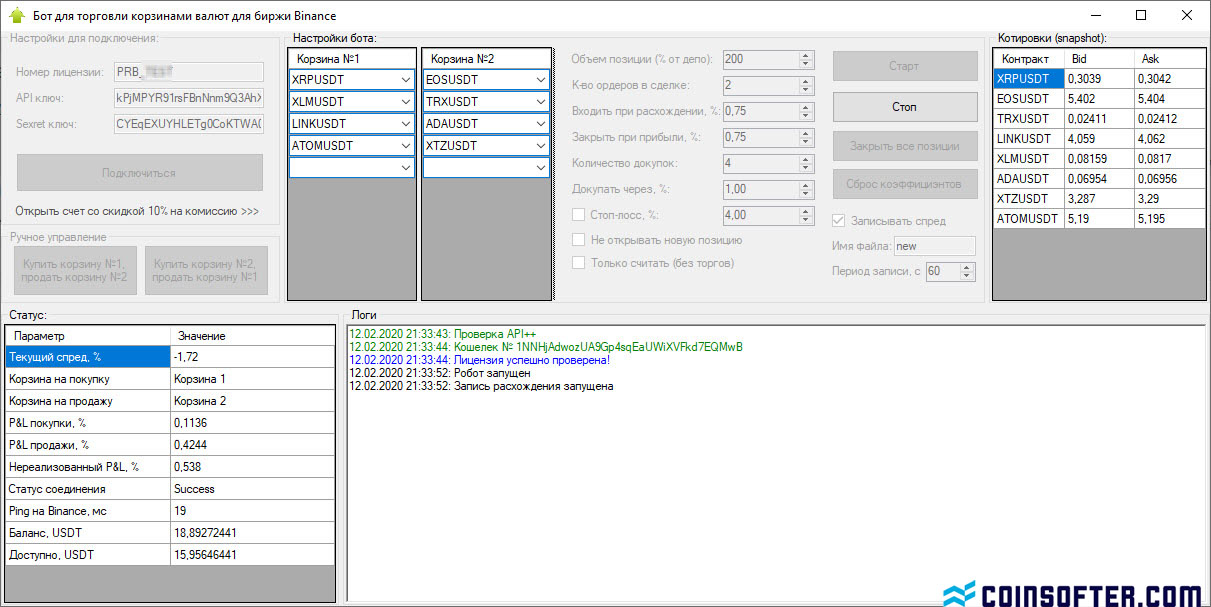 Бот для торговли корзинами валют для биржи Binance
Настройки для подключения:
Номер лицензии: PRB_
API ключ: kPjMPYR91rsFBnNnm9Q3AhX
Sexret ключ: CYEqEXUYHLETg0CoKTWA0
Подключиться
Открыть счет со скидкой 10% на комиссию >>>
Ручное управление
Купить корзину №1, продать корзину №2
Купить корзину №2, продать корзину №1
Настройки бота:
Корзина №1 Корзина №2
XRPUSDT EOSUSDT
XLMUSDT TRXUSDT
LINKUSDT ADAUSDT
ATOMUSDT XTZUSDT
Объем позиции (% от депо): 200
К-во ордеров в сделке: 2
Входить при расхождении, %: 0,75
Закрыть при прибыли, %: 0,75
Количество докупок: 4
Докупать через, %: 1,00
Стоп-лосс, %: 4,00
Не открывать новую позицию
Только считать (без торгов)
Старт
Стоп
Закрыть все позиции
Сброс коэффициэнтов
Записывать спред
Имя файла: new
Период записи, с 60
Котировки (snapshot):
Контракт Bid Ask
XRPUSDT 0,3039 0,3042
EOSUSDT 5,402 5,404
TRXUSDT 0,02411 0,02412
LINKUSDT 4,059 4,062
XLMUSDT 0,08159 0,0817
ADAUSDT 0,06954 0,06956
XTZUSDT 3,287 3,29
ATOMUSDT 5,19 5,195
Статус:
Параметр Значение
Текущий спред, % -1,72
Корзина на покупку Корзина 1
Корзина на продажу Корзина 2
P&L покупки, % 0,1136
P&L продажи, % 0,4244
Нереализованный P&L, % 0,538
Статус соединения Success
Ping на Binance, мс 19
Баланс, USDT 18,89272441
Доступно, USDT 15,95646441
Логи
12.02.2020 21:33:43: Проверка API++
12.02.2020 21:33:44: Кошелек № 1NNHjAdwozUA9Gp4sqEaUWiXVFkd7EQMwB
12.02.2020 21:33:44: Лицензия успешно проверена!
12.02.2020 21:33:52: Робот запущен
12.02.2020 21:33:52: Запись расхождения запущена
COINSOFTER.COM